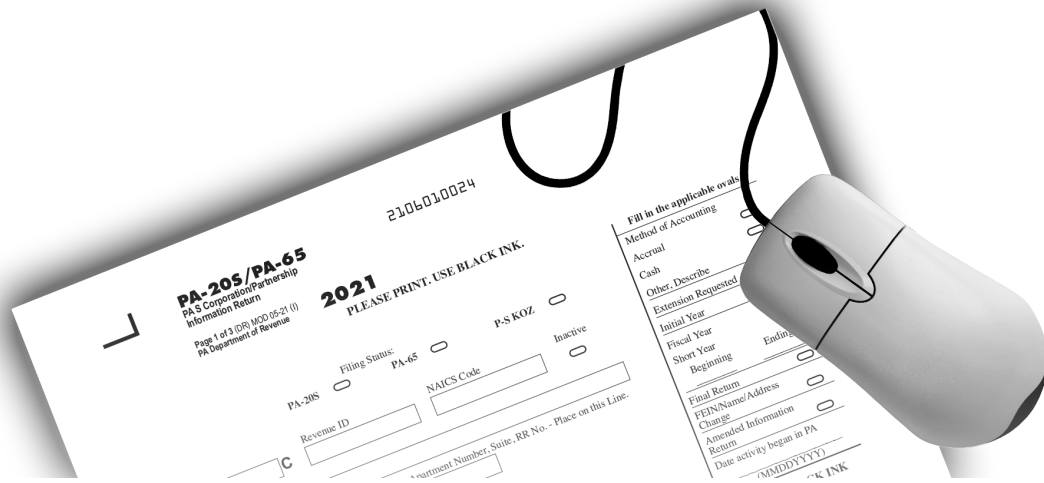 2106010024
PA-20S/PA-65
PA S Corporation/Partnership
Information Return
Page 1 of 3 (DR) MOD 05-21 (I)
PA Department of Revenue
2021
PLEASE PRINT. USE BLACK INK.
Filing Status:
PA-20S
PA-65
P-S KOZ
Inactive
Revenue ID
NAICS Code
C
Apartment Number, Suite, RR No. - Place on this Line.
Fill in the applicable ovals
Method of Accounting
Accrual
Cash
Other, Describe
Extension Requested
Initial Year
Fiscal Year
Short Year
Beginning
Ending
Final Return
FEIN/Name/Address
Change
Amended Information
Return
Date activity began in PA
(MMDDYYYY)
INK